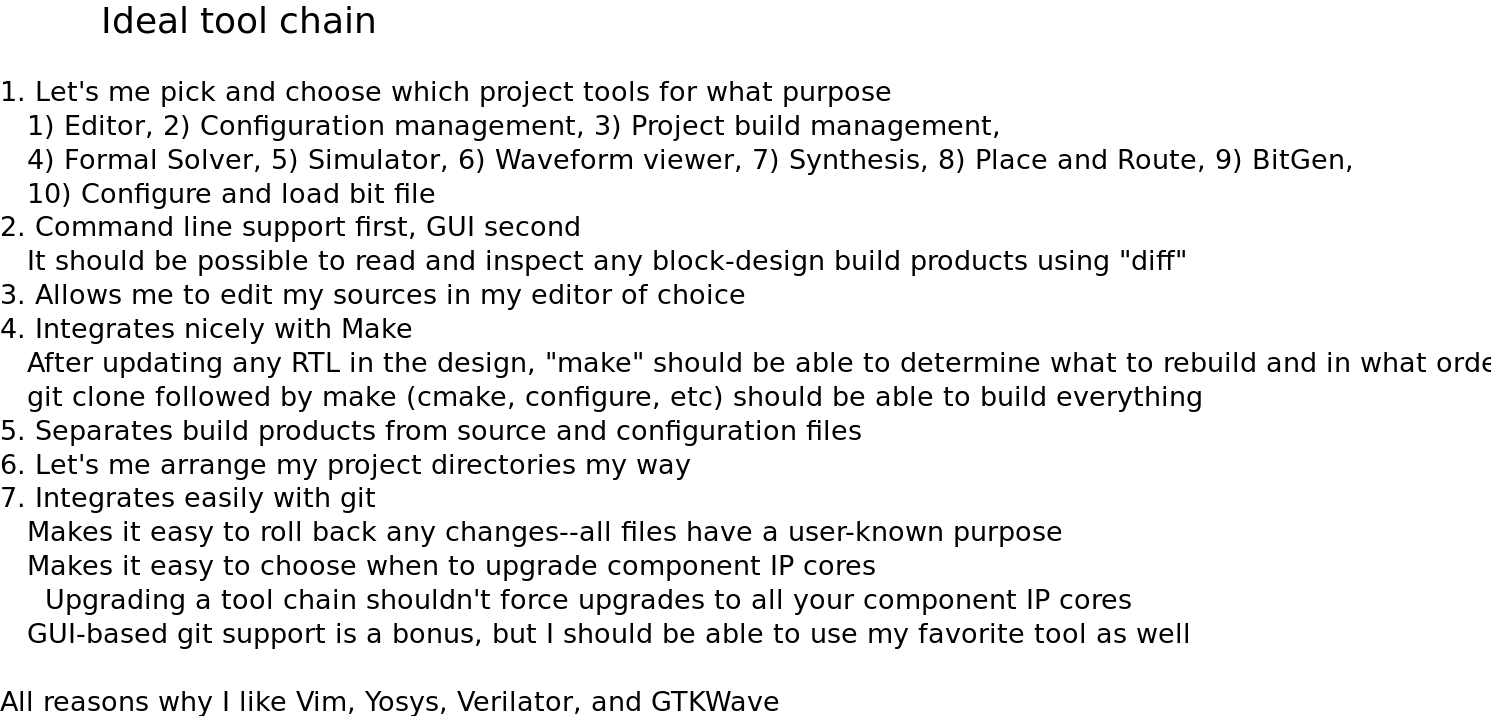 Ideal tool chain
1. Let's me pick and choose which project tools for what purpose
1) Editor, 2) Configuration management, 3) Project build management,
4) Formal Solver, 5) Simulator, 6) Waveform viewer, 7) Synthesis, 8) Place and Route, 9) BitGen,
10) Configure and load bit file
2. Command line support first, GUI second
It should be possible to read and inspect any block-design build products using "diff"
3. Allows me to edit my sources in my editor of choice
4. Integrates nicely with Make
After updating any RTL in the design, "make" should be able to determine what to rebuild and in what orde
git clone followed by make (cmake, configure, etc) should be able to build everything
5. Separates build products from source and configuration files
6. Let's me arrange my project directories my way
7. Integrates easily with git
Makes it easy to roll back any changes--all files have a user-known purpose
Makes it easy to choose when to upgrade component IP cores
Upgrading a tool chain shouldn't force upgrades to all your component IP cores
GUI-based git support is a bonus, but I should be able to use my favorite tool as well
All reasons why I like Vim, Yosys, Verilator, and GTKWave